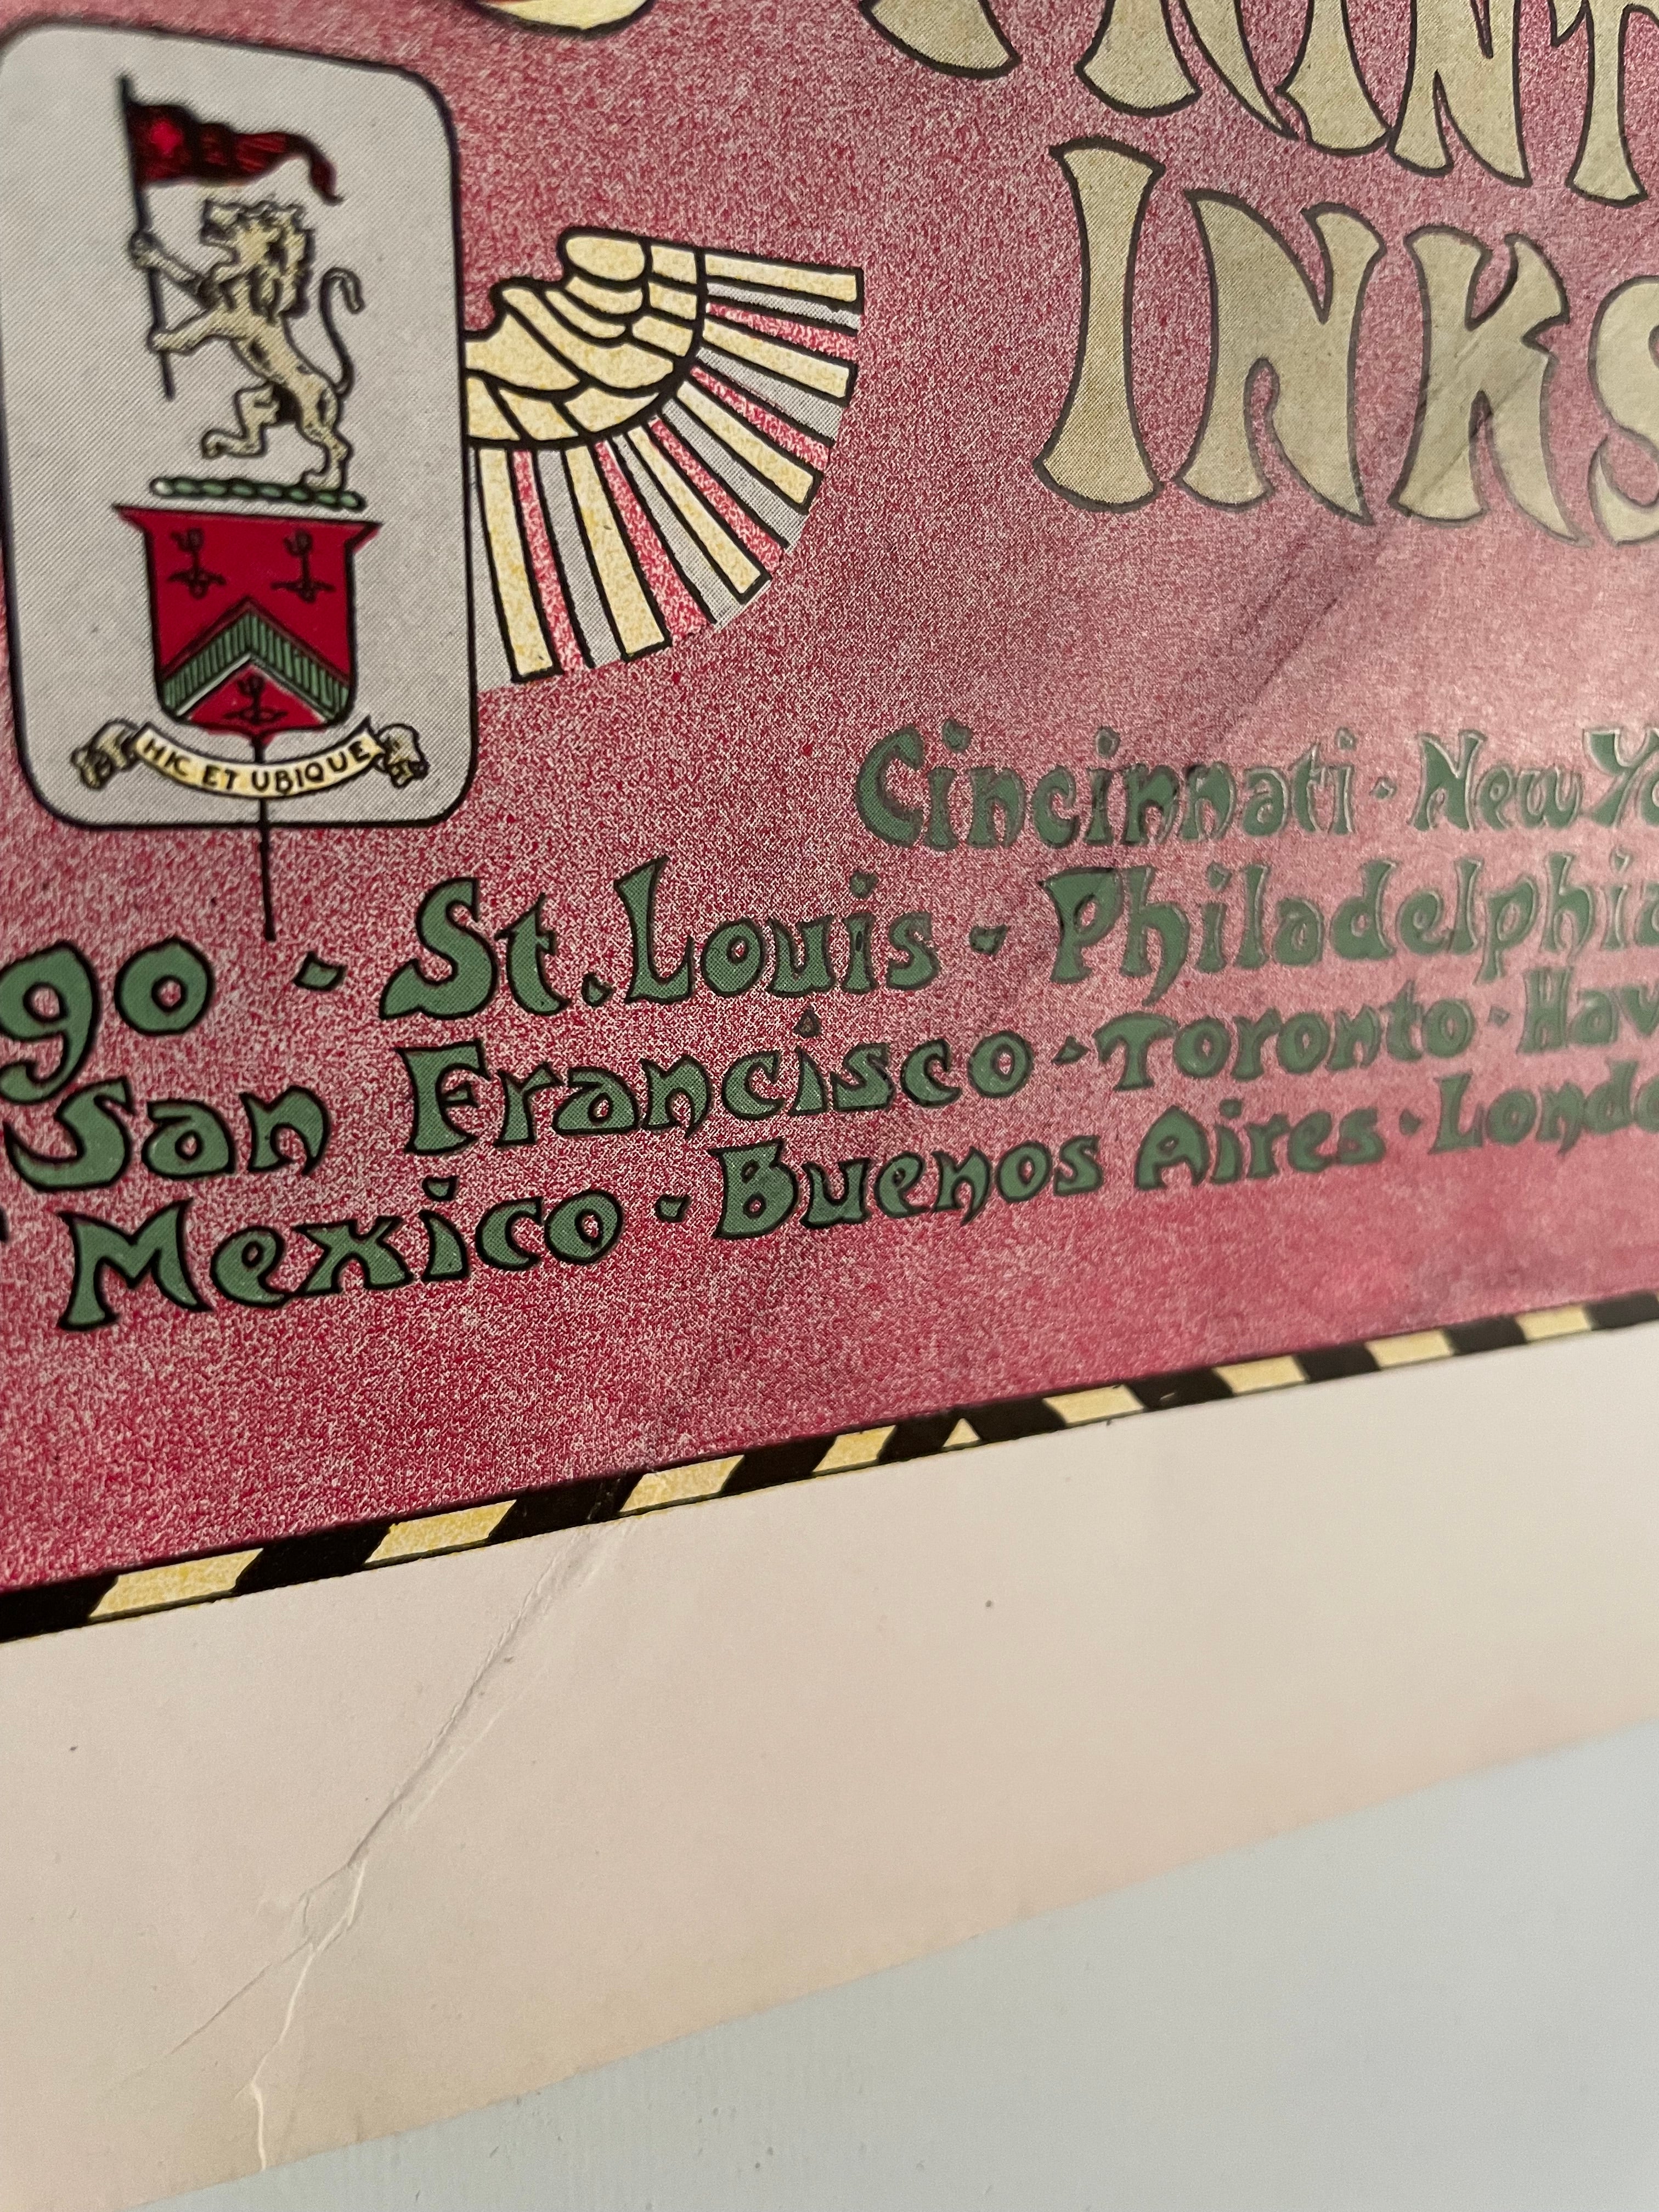 PRINT
INKS
HIC ET UBIQUE
Cincinnati · New Yo
go · St. Louis · Philadelphia
San Francisco · Toronto · Hav
Mexico · Buenos Aires · Londo